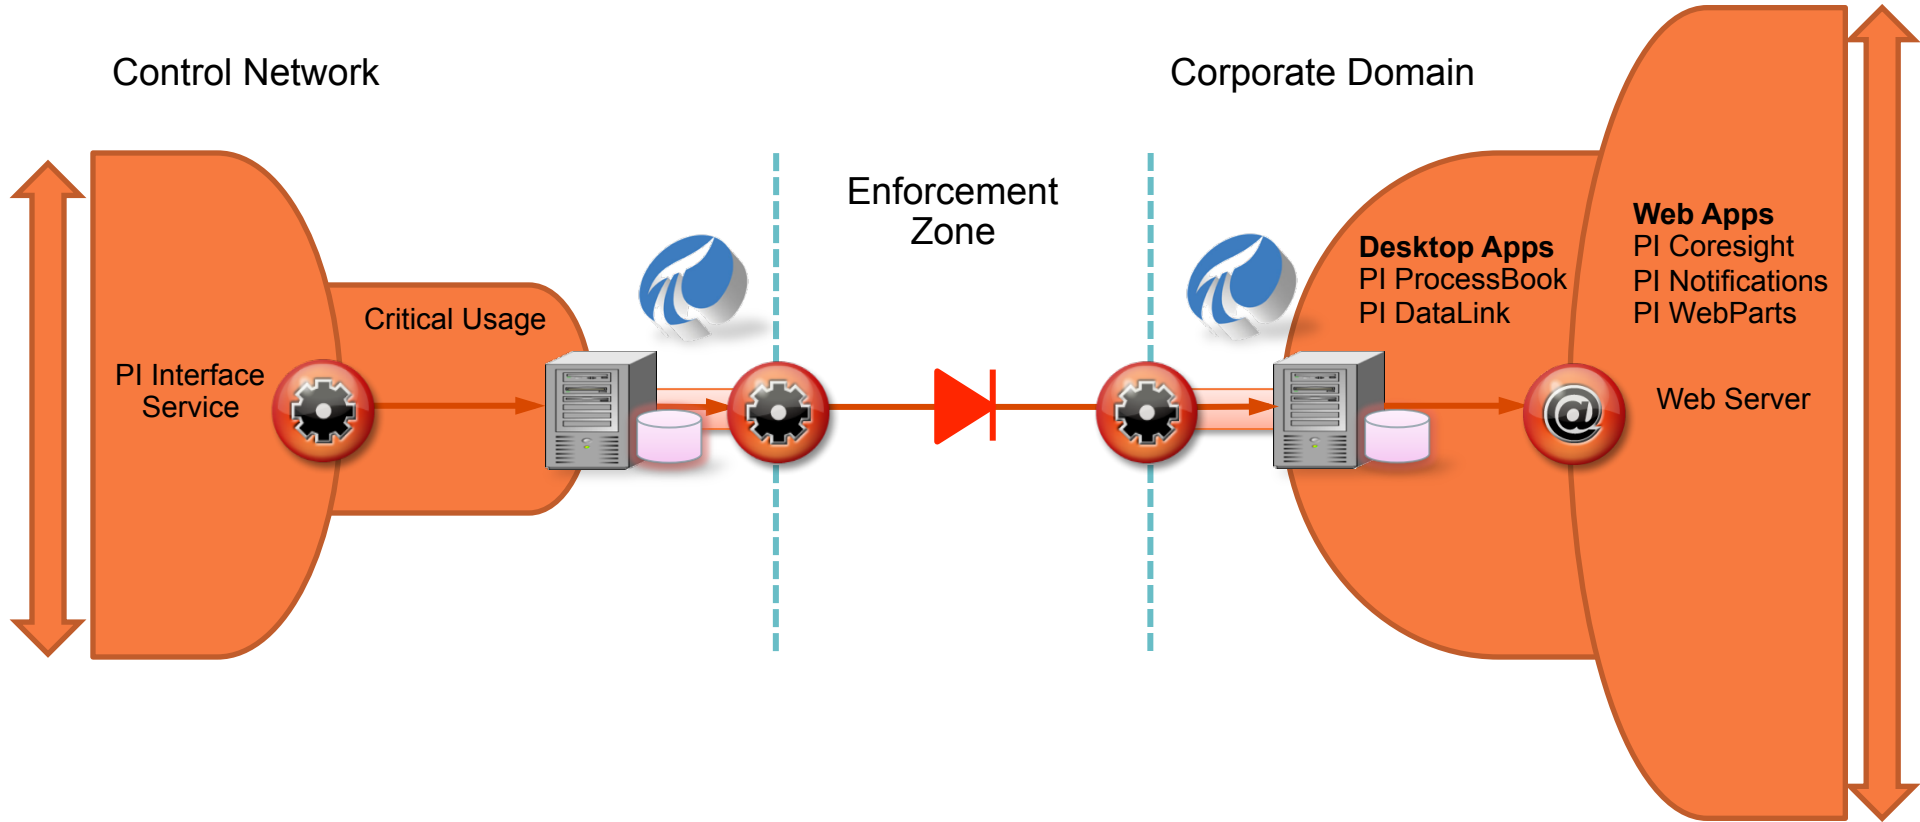 Control Network
Corporate Domain
Enforcement
Zone
Critical Usage
PI Interface
Service
Desktop Apps
PI ProcessBook
PI DataLink
Web Apps
PI Coresight
PI Notifications
PI WebParts
@
Web Server